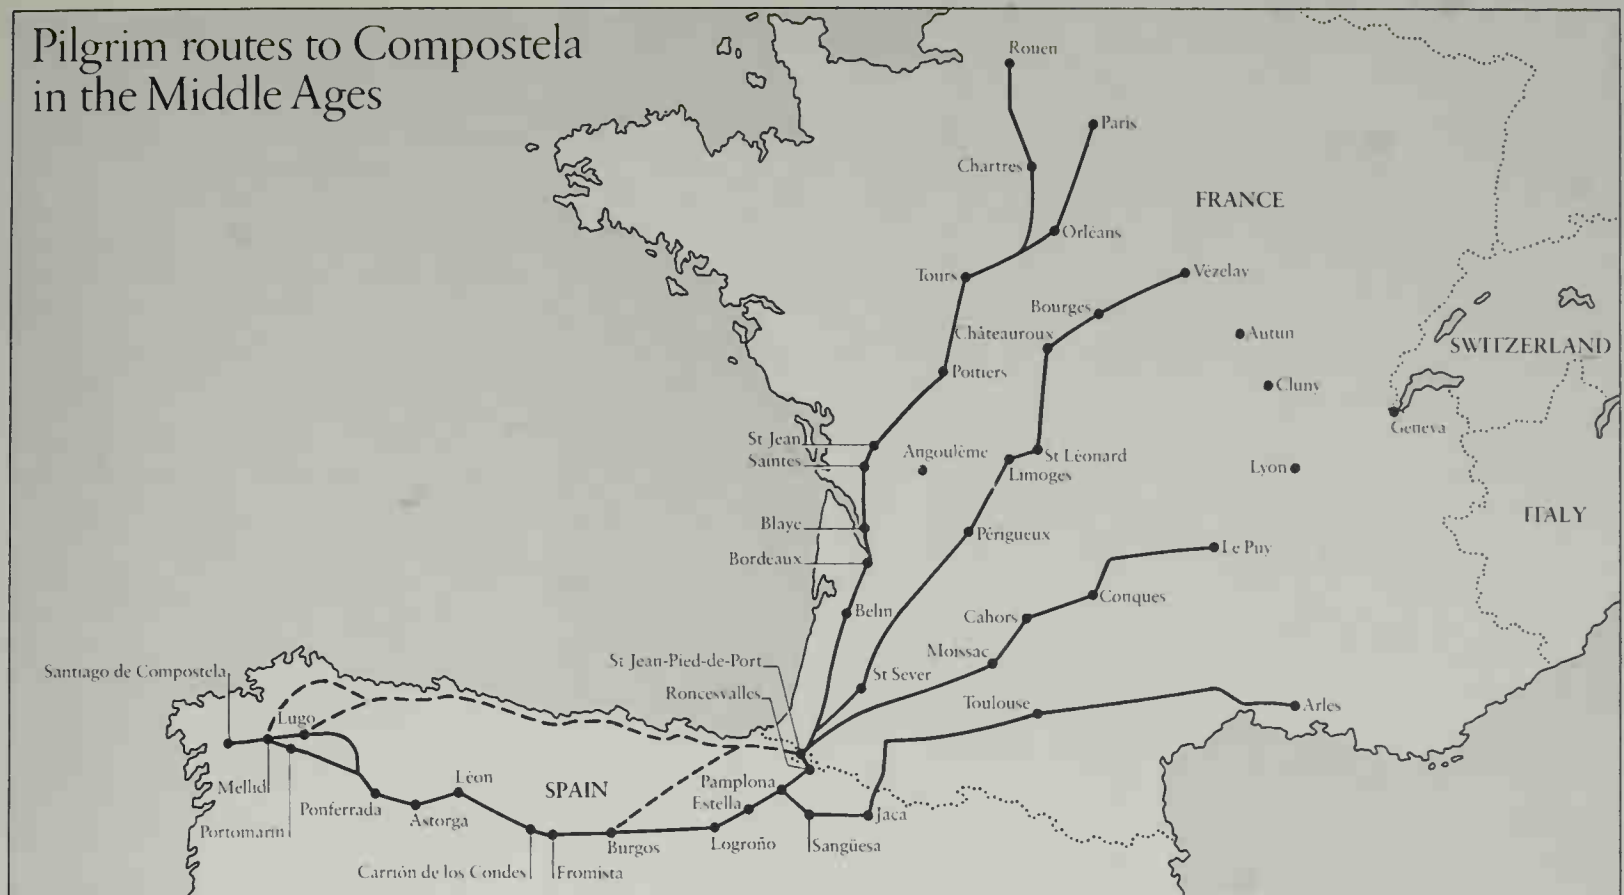 Pilgrim routes to Compostela
in the Middle Ages
Rouen
Paris
Chartres
FRANCE
Orléans
Tours
Vézelay
Bourges
Châteauroux
Autun
SWITZERLAND
Poitiers
Cluny
Geneva
St Jean
Saintes
Angoulême
St Léonard
Limoges
Lyon
ITALY
Blaye
Périgueux
Bordeaux
Le Puy
Conques
Belin
Cahors
Moissac
St Jean-Pied-de-Port
Santiago de Compostela
St Sever
Roncesvalles
Toulouse
Arles
Lugo
Mellid
Léon
SPAIN
Pamplona
Estella
Ponferrada
Astorga
Jaca
Portomarin
Burgos
Logroño
Sangüesa
Carrión de los Condes
Fromista